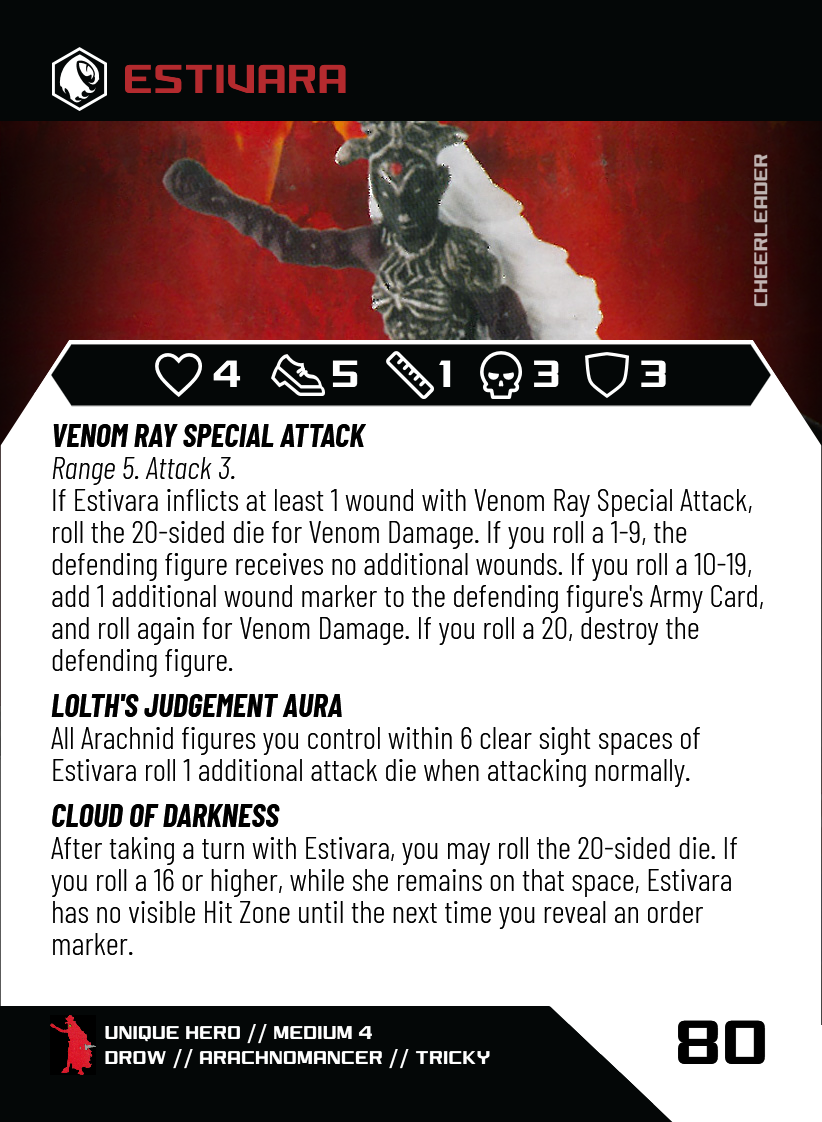 ESTIVARA
CHEERLEADER
4 5 1 3 3
VENOM RAY SPECIAL ATTACK
Range 5. Attack 3.
If Estivara inflicts at least 1 wound with Venom Ray Special Attack,
roll the 20-sided die for Venom Damage. If you roll a 1-9, the
defending figure receives no additional wounds. If you roll a 10-19,
add 1 additional wound marker to the defending figure's Army Card,
and roll again for Venom Damage. If you roll a 20, destroy the
defending figure.
LOLTH'S JUDGEMENT AURA
All Arachnid figures you control within 6 clear sight spaces of
Estivara roll 1 additional attack die when attacking normally.
CLOUD OF DARKNESS
After taking a turn with Estivara, you may roll the 20-sided die. If
you roll a 16 or higher, while she remains on that space, Estivara
has no visible Hit Zone until the next time you reveal an order
marker.
UNIQUE HERO // MEDIUM 4
DROW // ARACHNOMANCER // TRICKY
80